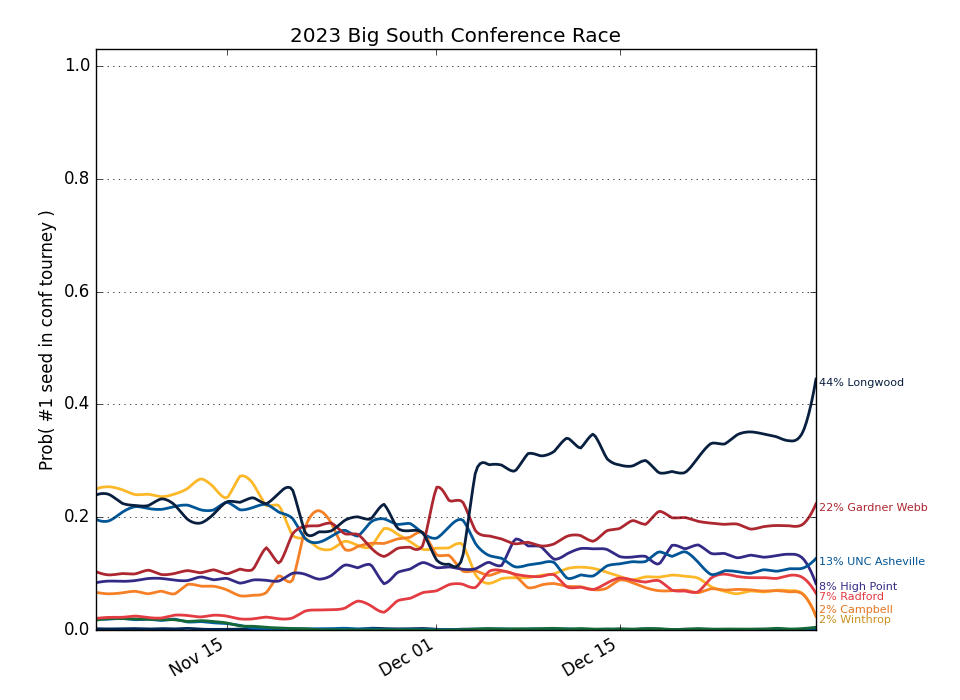 2023 Big South Conference Race
Prob( #1 seed in conf tourney )
1.0
0.8
0.6
0.4
0.2
0.0
44% Longwood
22% Gardner Webb
13% UNC Asheville
8% High Point
7% Radford
2% Campbell
2% Winthrop
Nov 15
Dec 01
Dec 15